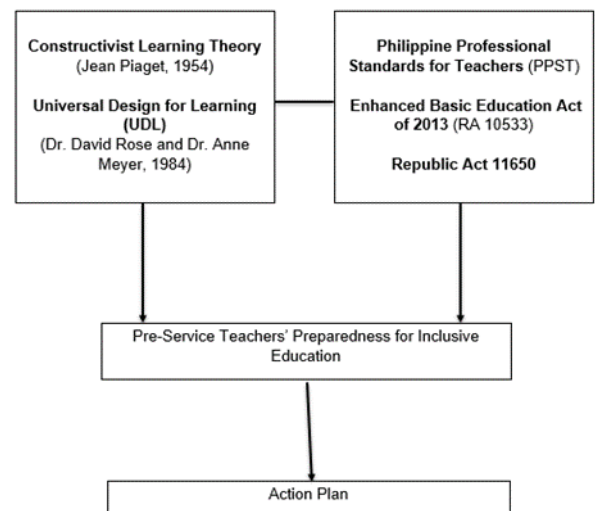 Constructivist Learning Theory
(Jean Piaget, 1954)
Universal Design for Learning
(UDL)
(Dr. David Rose and Dr. Anne
Meyer, 1984)
Philippine Professional
Standards for Teachers (PPST)
Enhanced Basic Education Act
of 2013 (RA 10533)
Republic Act 11650
Pre-Service Teachers’ Preparedness for Inclusive
Education
Action Plan